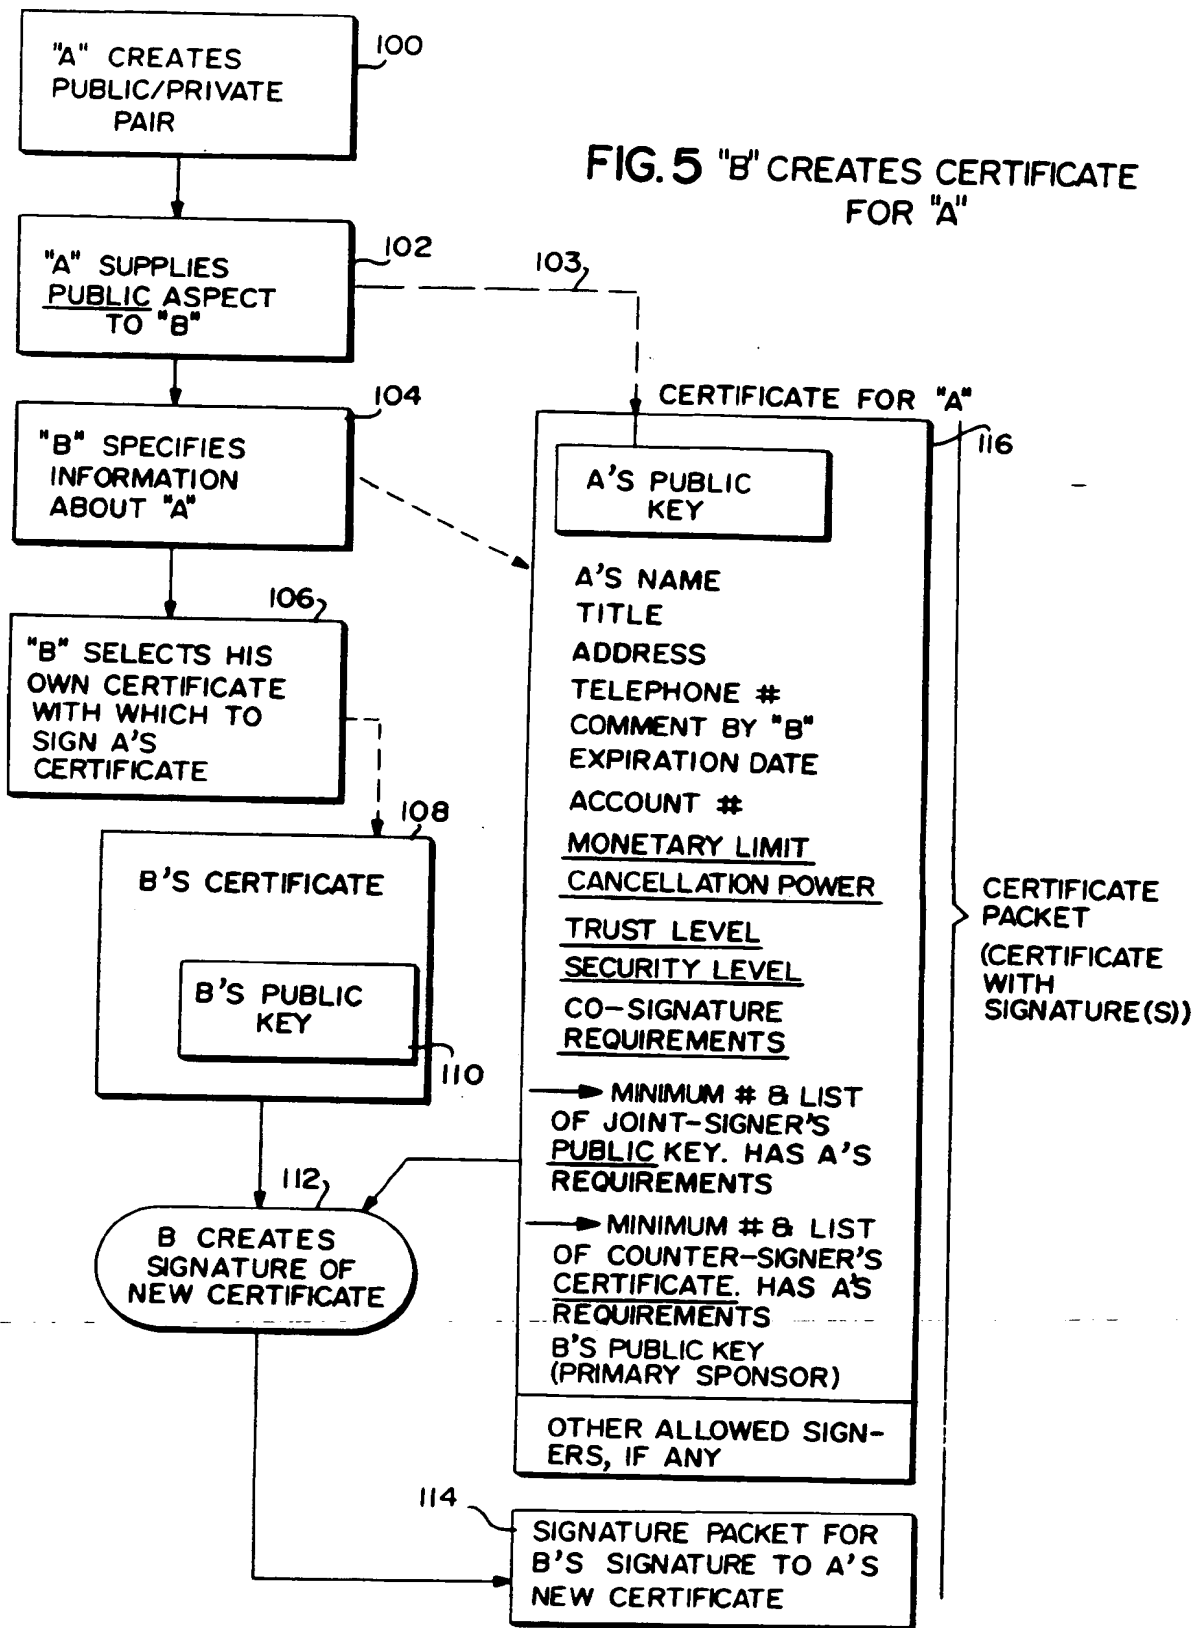 "A" CREATES
PUBLIC/PRIVATE
PAIR
100
FIG. 5 "B" CREATES CERTIFICATE
FOR "A"
"A" SUPPLIES
PUBLIC ASPECT
TO "B"
102
103
"B" SPECIFIES
INFORMATION
ABOUT "A"
104
"B" SELECTS HIS
OWN CERTIFICATE
WITH WHICH TO
SIGN A'S
CERTIFICATE
106
B'S CERTIFICATE
108
B'S PUBLIC
KEY
110
B CREATES
SIGNATURE OF
NEW CERTIFICATE
112
CERTIFICATE FOR "A"
116
A'S PUBLIC
KEY
A'S NAME
TITLE
ADDRESS
TELEPHONE #
COMMENT BY "B"
EXPIRATION DATE
ACCOUNT #
MONETARY LIMIT
CANCELLATION POWER
TRUST LEVEL
SECURITY LEVEL
CO-SIGNATURE
REQUIREMENTS
MINIMUM # & LIST
OF JOINT-SIGNER'S
PUBLIC KEY. HAS A'S
REQUIREMENTS
MINIMUM # & LIST
OF COUNTER-SIGNER'S
CERTIFICATE. HAS A'S
REQUIREMENTS
B'S PUBLIC KEY
(PRIMARY SPONSOR)
OTHER ALLOWED SIGN-
ERS, IF ANY
CERTIFICATE
PACKET
(CERTIFICATE
WITH
SIGNATURE(S))
114
SIGNATURE PACKET FOR
B'S SIGNATURE TO A'S
NEW CERTIFICATE